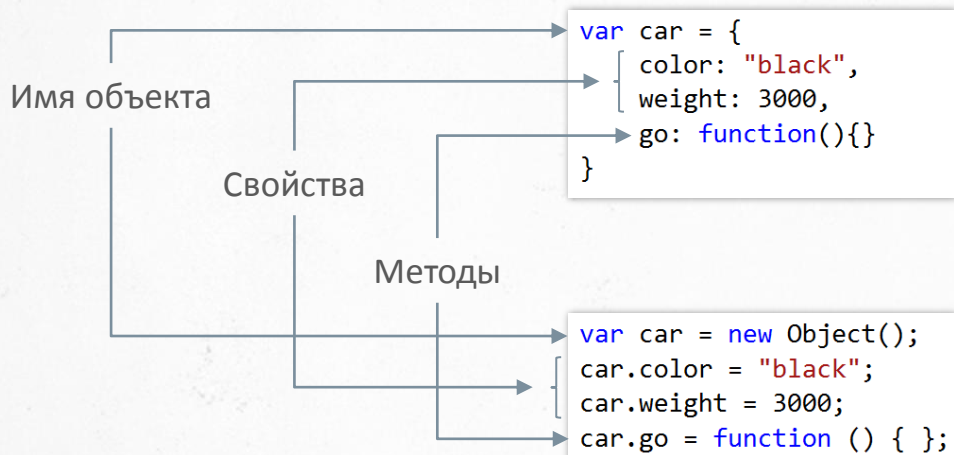 var car = {
color: "black",
weight: 3000,
go: function(){}
}
Имя объекта
Свойства
Методы
var car = new Object();
car.color = "black";
car.weight = 3000;
car.go = function () { };